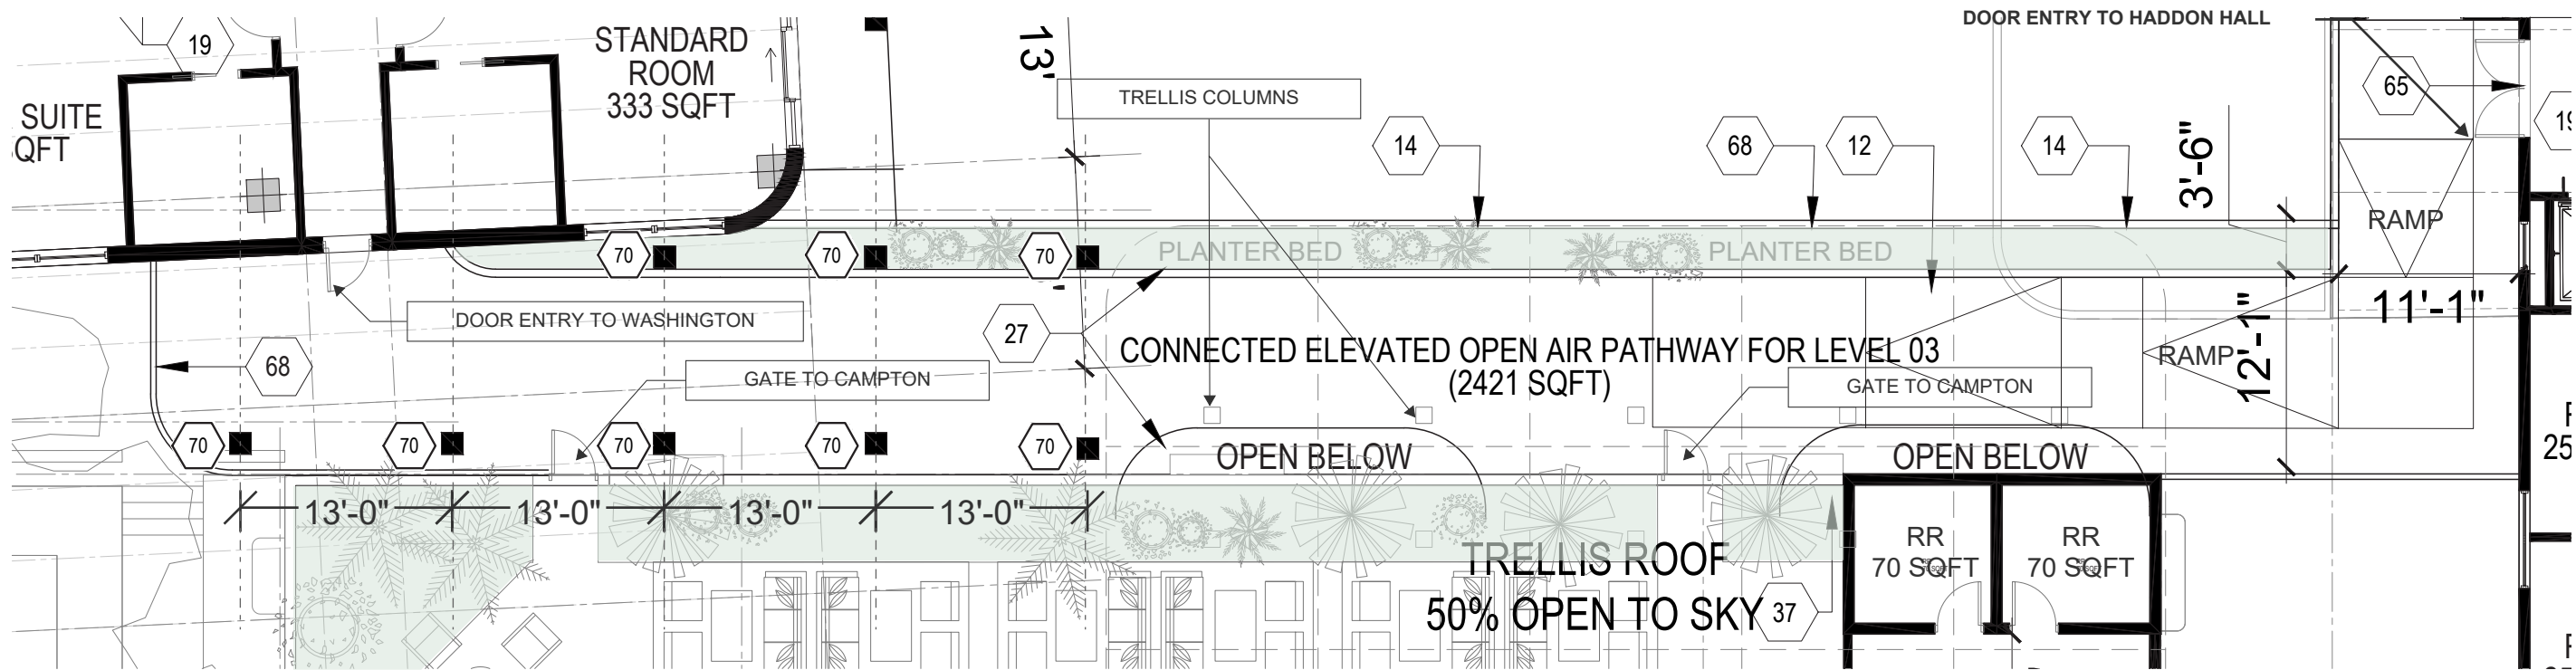 DOOR ENTRY TO HADDON HALL
19
STANDARD
ROOM
333 SQFT
SUITE
QFT
13'
TRELLIS COLUMNS
14
68
12
14
3'-6"
65
19
RAMP
70
70
70
PLANTER BED
PLANTER BED
DOOR ENTRY TO WASHINGTON
27
11'-1"
CONNECTED ELEVATED OPEN AIR PATHWAY FOR LEVEL 03
(2421 SQFT)
RAMP
12'-1"
68
GATE TO CAMPTON
GATE TO CAMPTON
70
70
70
70
70
OPEN BELOW
OPEN BELOW
25
13'-0"
13'-0"
13'-0"
13'-0"
TRELLIS ROOF
50% OPEN TO SKY
37
RR
70 SQFT
RR
70 SQFT